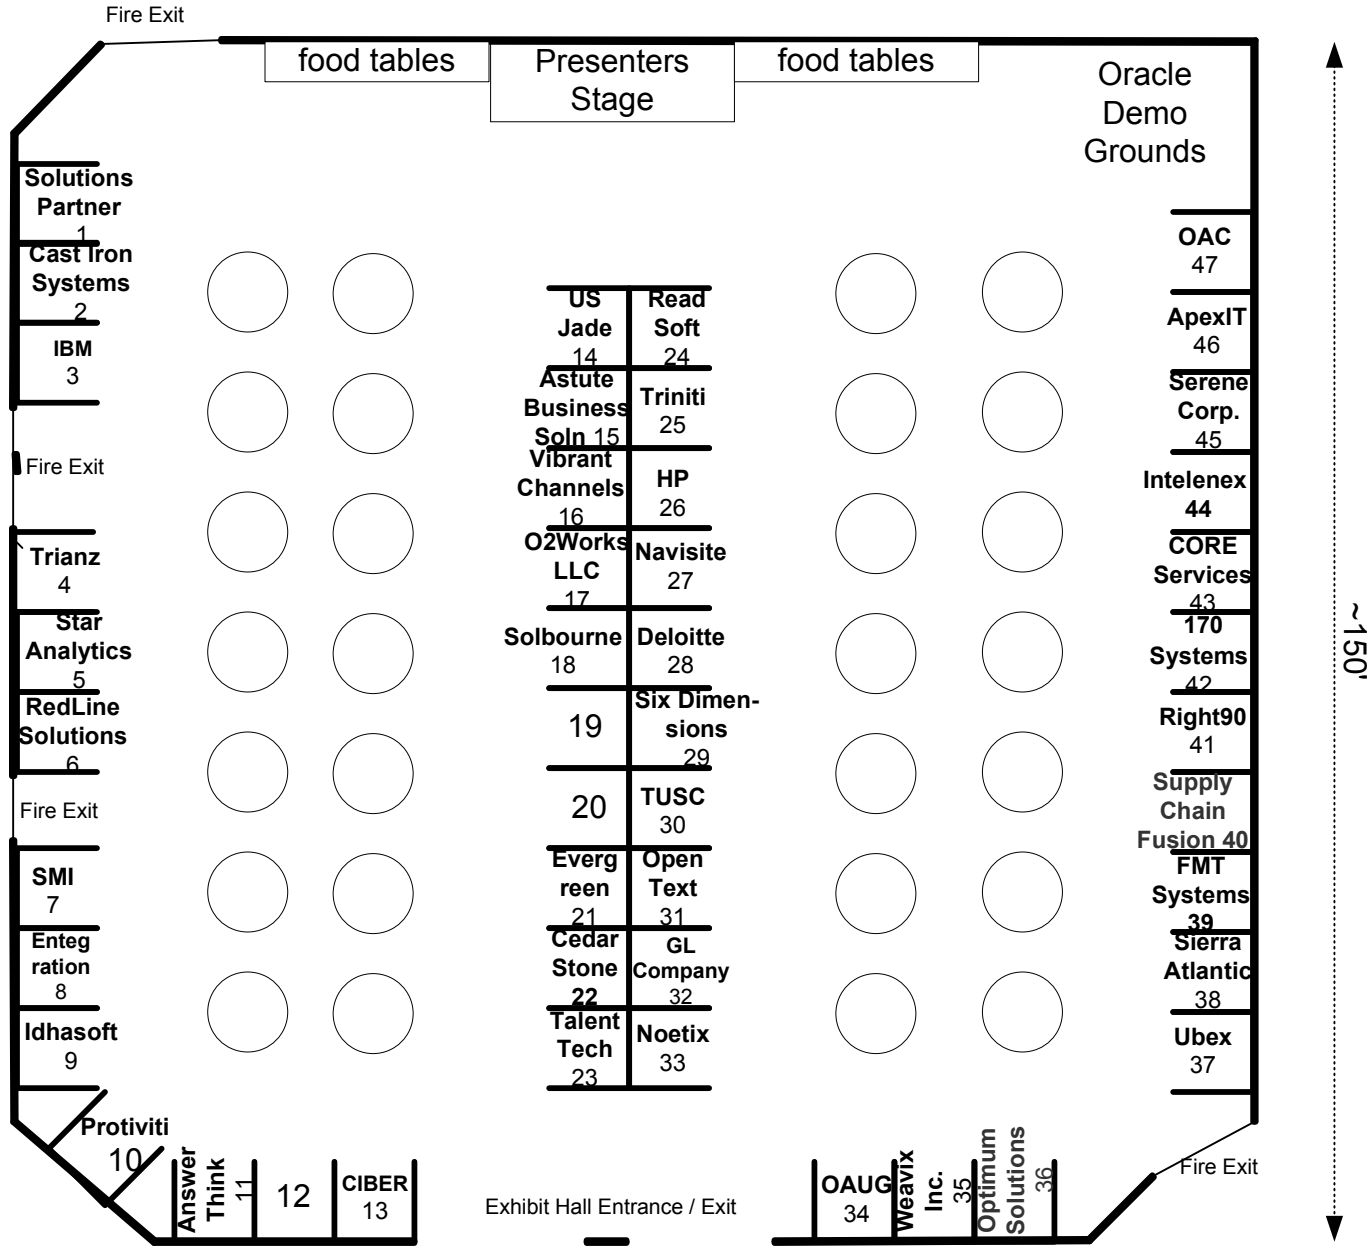 Fire Exit
food tables
Presenters
Stage
food tables
Oracle
Demo
Grounds
Solutions
Partner
1
Cast Iron
Systems
2
IBM
3
Fire Exit
Trianz
4
Star
Analytics
5
RedLine
Solutions
6
Fire Exit
SMI
7
Enteg
ration
8
Idhasoft
9
Protiviti
10
Answer
Think
11
12
CIBER
13
US
Jade
14
Astute
Business
Soln 15
Vibrant
Channels
16
O2Works
LLC
17
Solbourne
18
19
20
Everg
reen
21
Cedar
Stone
22
Talent
Tech
23
Read
Soft
24
Triniti
25
HP
26
Navisite
27
Deloitte
28
Six Dimen-
sions
29
TUSC
30
Open
Text
31
GL
Company
32
Noetix
33
Exhibit Hall Entrance / Exit
OAUG
34
Weavix
Inc.
35
Optimum
Solutions
36
Fire Exit
OAC
47
ApexIT
46
Serene
Corp.
45
Intelenex
44
CORE
Services
43
170
Systems
42
Right90
41
Supply
Chain
Fusion 40
FMT
Systems
39
Sierra
Atlantic
38
Ubex
37
~150'